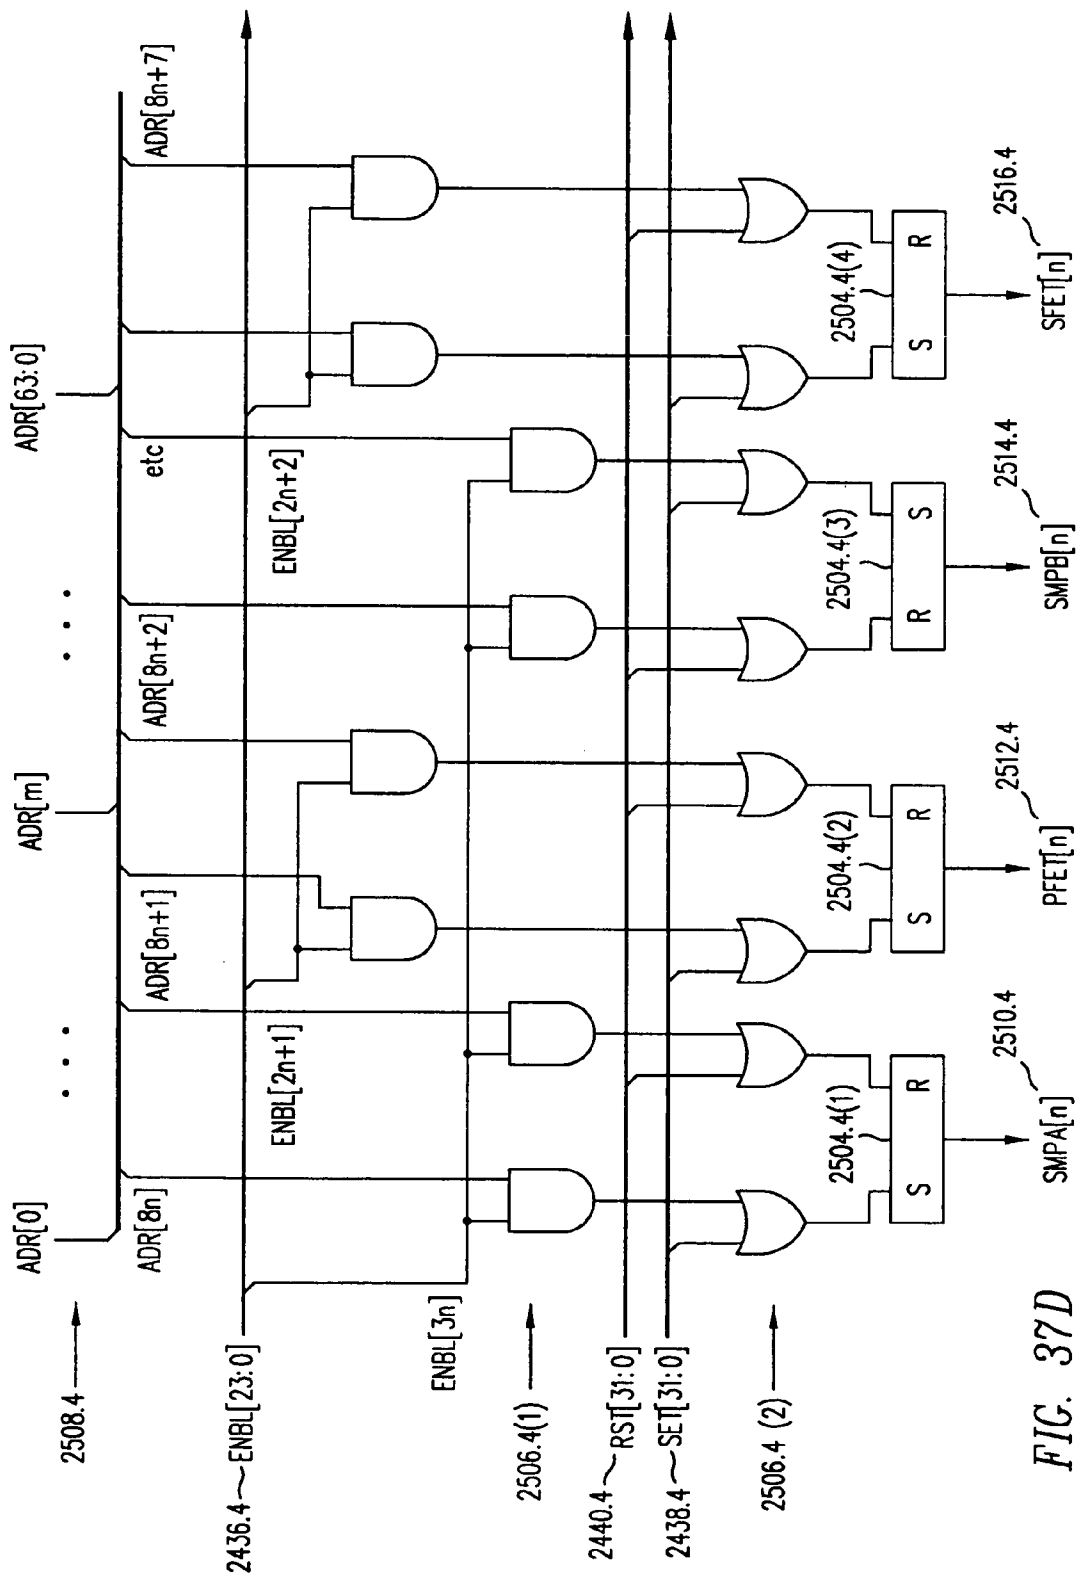 ADR[0]
ADR[m]
ADR[63:0]
2508.4
ADR[8n]
ADR[8n+1]
ADR[8n+2]
etc
ADR[8n+7]
2436.4
ENBL[23:0]
ENBL[2n+1]
ENBL[2n+2]
ENBL[3n]
2506.4(1)
2440.4
RST[31:0]
2438.4
SET[31:0]
2506.4 (2)
2504.4(1)
2504.4(2)
2504.4(3)
2504.4(4)
S R
S R
R S
S R
2510.4
2512.4
2514.4
2516.4
SMPA[n]
PFET[n]
SMPB[n]
SFET[n]
FIG. 37D